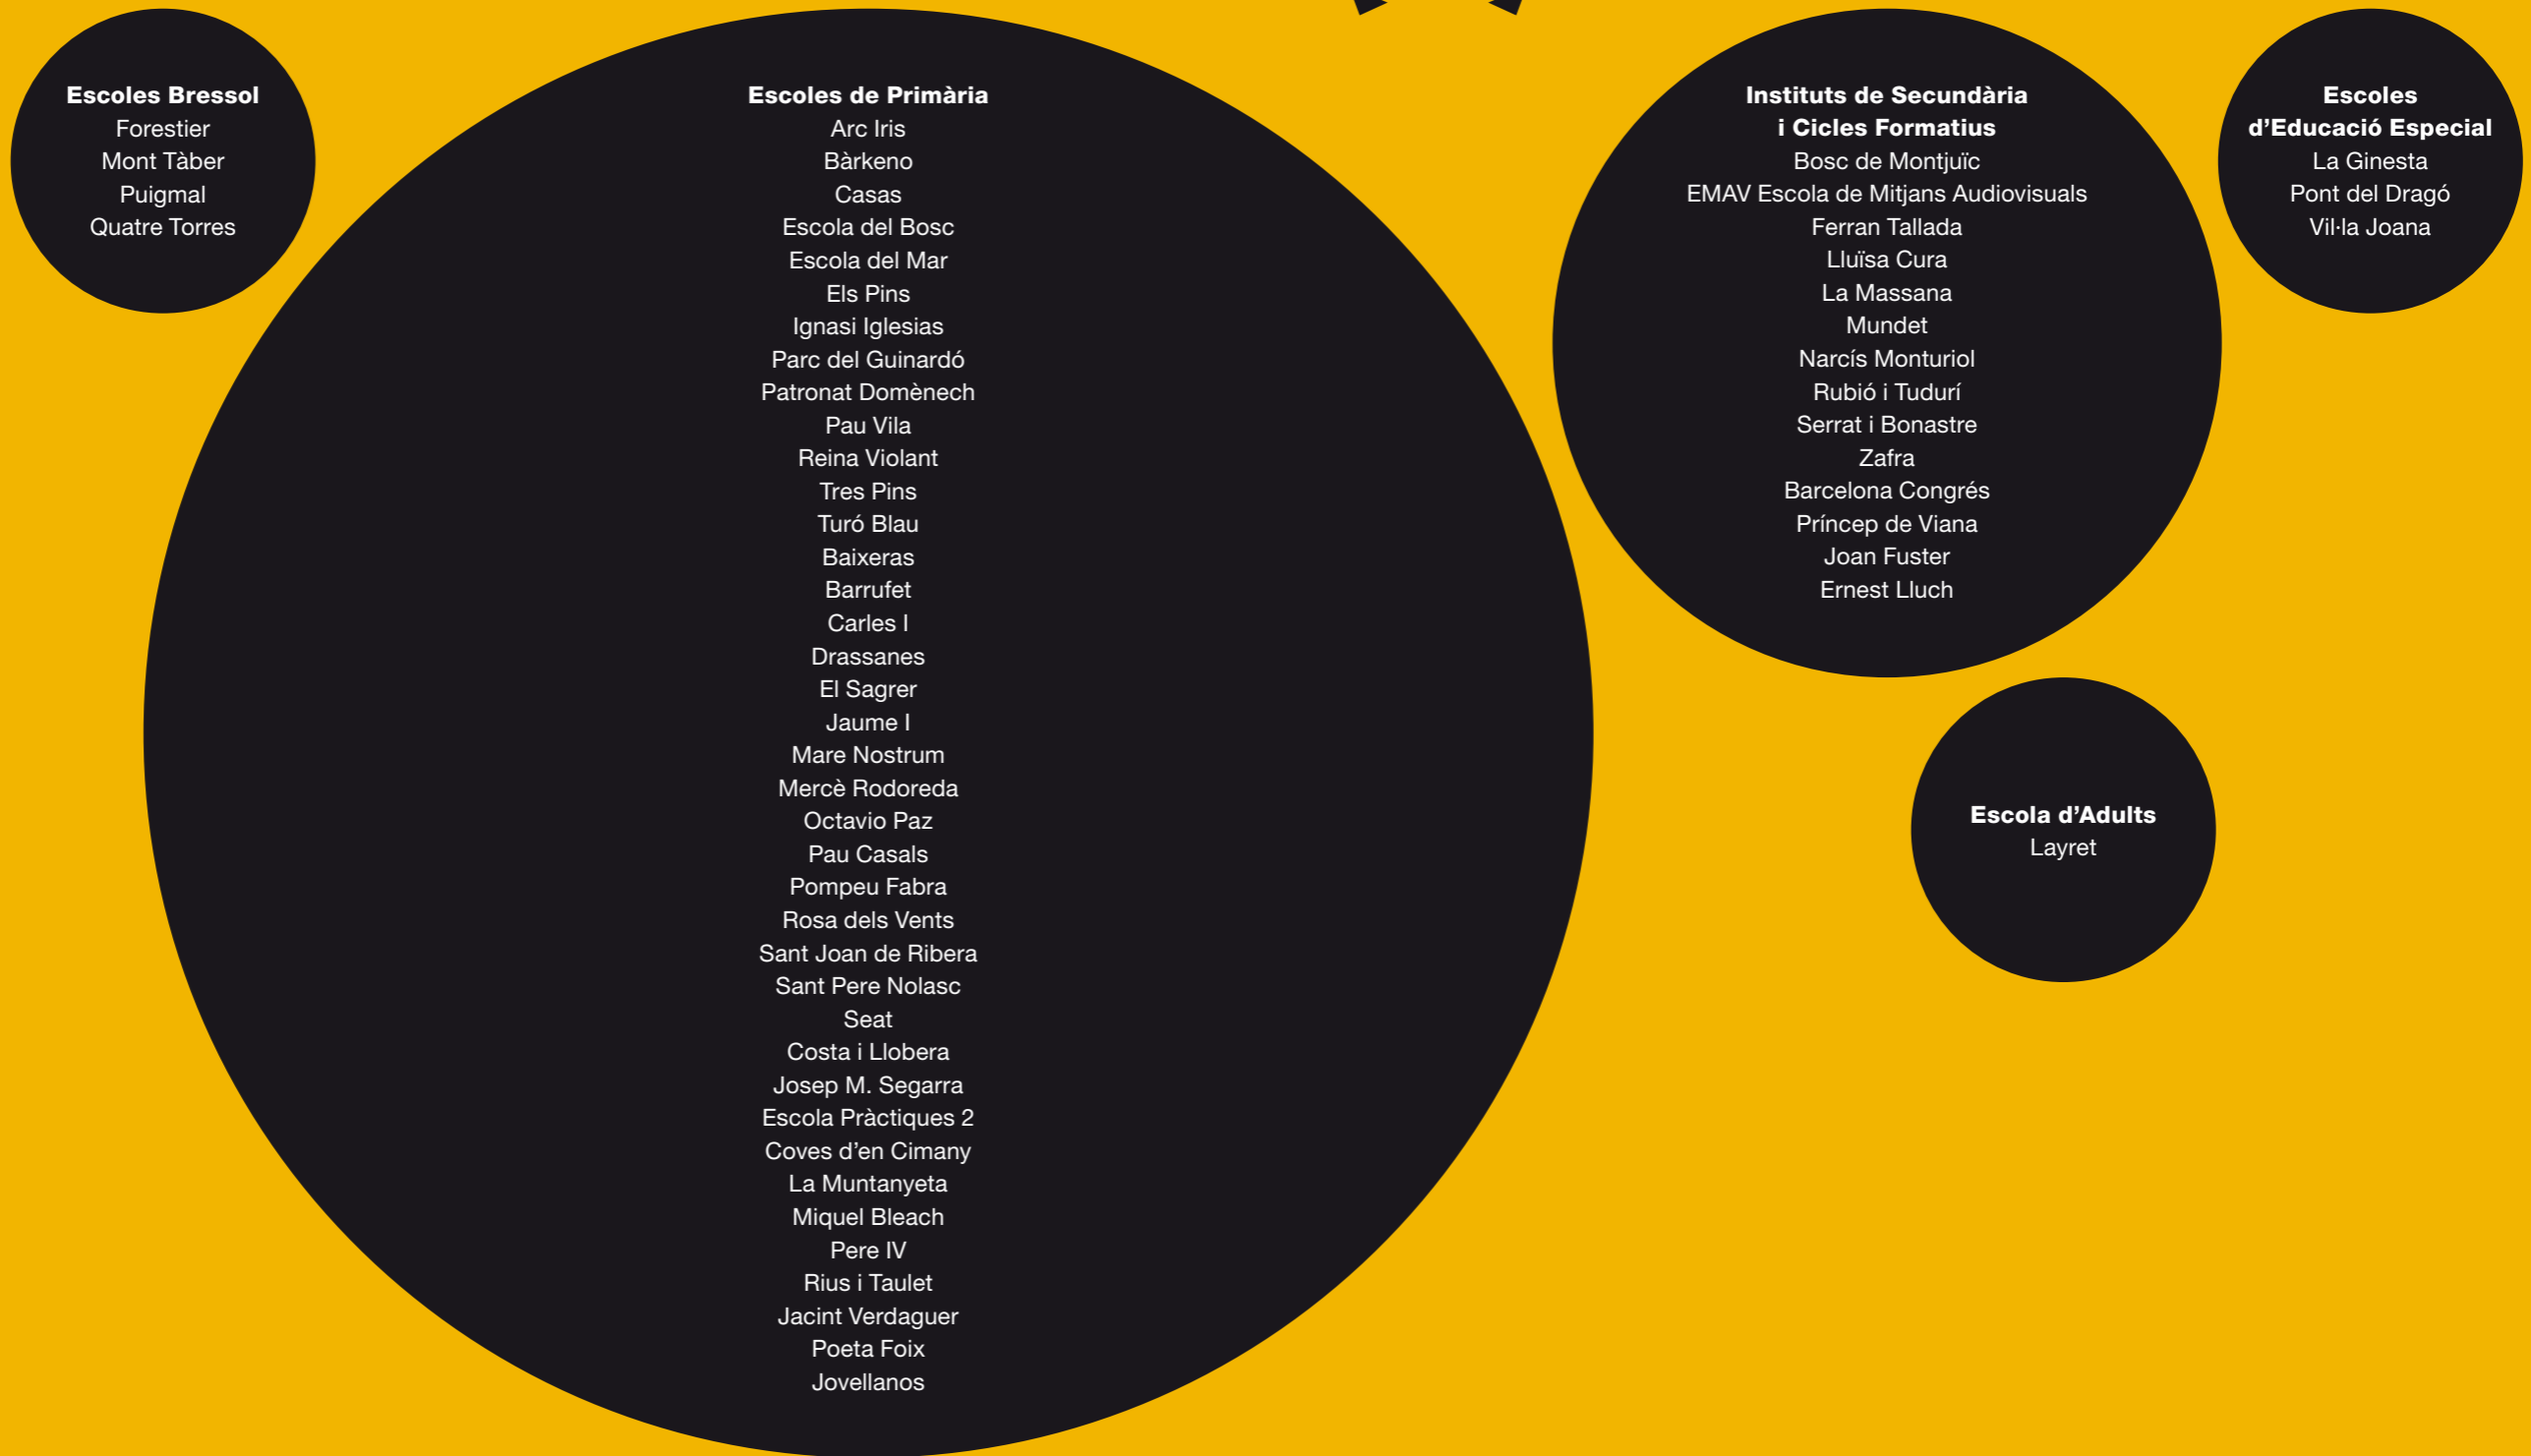 Escoles Bressol
Forestier
Mont Tàber
Puigmal
Quatre Torres
Escoles de Primària
Arc Iris
Bàrkeno
Casas
Escola del Bosc
Escola del Mar
Els Pins
Ignasi Iglesias
Parc del Guinardó
Patronat Domènech
Pau Vila
Reina Violant
Tres Pins
Turó Blau
Baixeras
Barrufet
Carles I
Drassanes
El Sagrer
Jaume I
Mare Nostrum
Mercè Rodoreda
Octavio Paz
Pau Casals
Pompeu Fabra
Rosa dels Vents
Sant Joan de Ribera
Sant Pere Nolasc
Seat
Costa i Llobera
Josep M. Segarra
Escola Pràctiques 2
Coves d’en Cimany
La Muntanyeta
Miquel Bleach
Pere IV
Rius i Taulet
Jacint Verdaguer
Poeta Foix
Jovellanos
Instituts de Secundària
i Cicles Formatius
Bosc de Montjuïc
EMAV Escola de Mitjans Audiovisuals
Ferran Tallada
Lluïsa Cura
La Massana
Mundet
Narcís Monturiol
Rubió i Tudurí
Serrat i Bonastre
Zafra
Barcelona Congrés
Príncep de Viana
Joan Fuster
Ernest Lluch
Escoles
d’Educació Especial
La Ginesta
Pont del Dragó
Vil·la Joana
Escola d’Adults
Layret